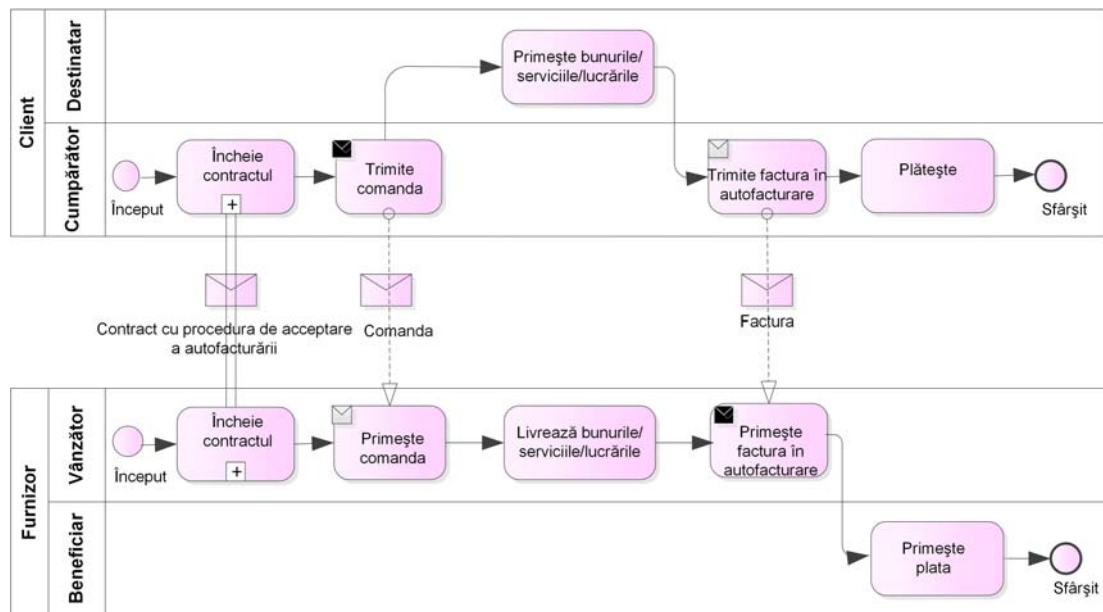 Client
Destinatar
Primeşte bunurile/
serviciile/lucrările
Cumpărător
Început
Încheie
contractul
Trimite
comanda
Trimite factura în
autofacturare
Plăteşte
Sfârşit
Contract cu procedura de acceptare
a autofacturării
Comanda
Factura
Furnizor
Vânzător
Început
Încheie
contractul
Primeşte
comanda
Livrează bunurile/
serviciile/lucrările
Primeşte
factura în
autofacturare
Beneficiar
Primeşte
plata
Sfârşit